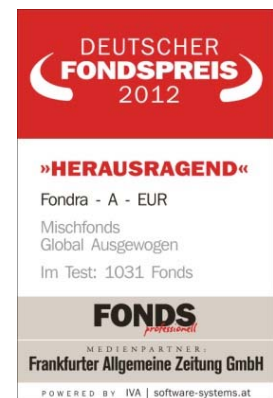 DEUTSCHER
FONDSPREIS
2012
»HERAUSRAGEND«
Fondra - A - EUR
Mischfonds
Global Ausgewogen
Im Test: 1031 Fonds
FONDS
professionell
MEDIENPARTNER:
Frankfurter Allgemeine Zeitung GmbH
POWERED BY IVA | software-systems.at